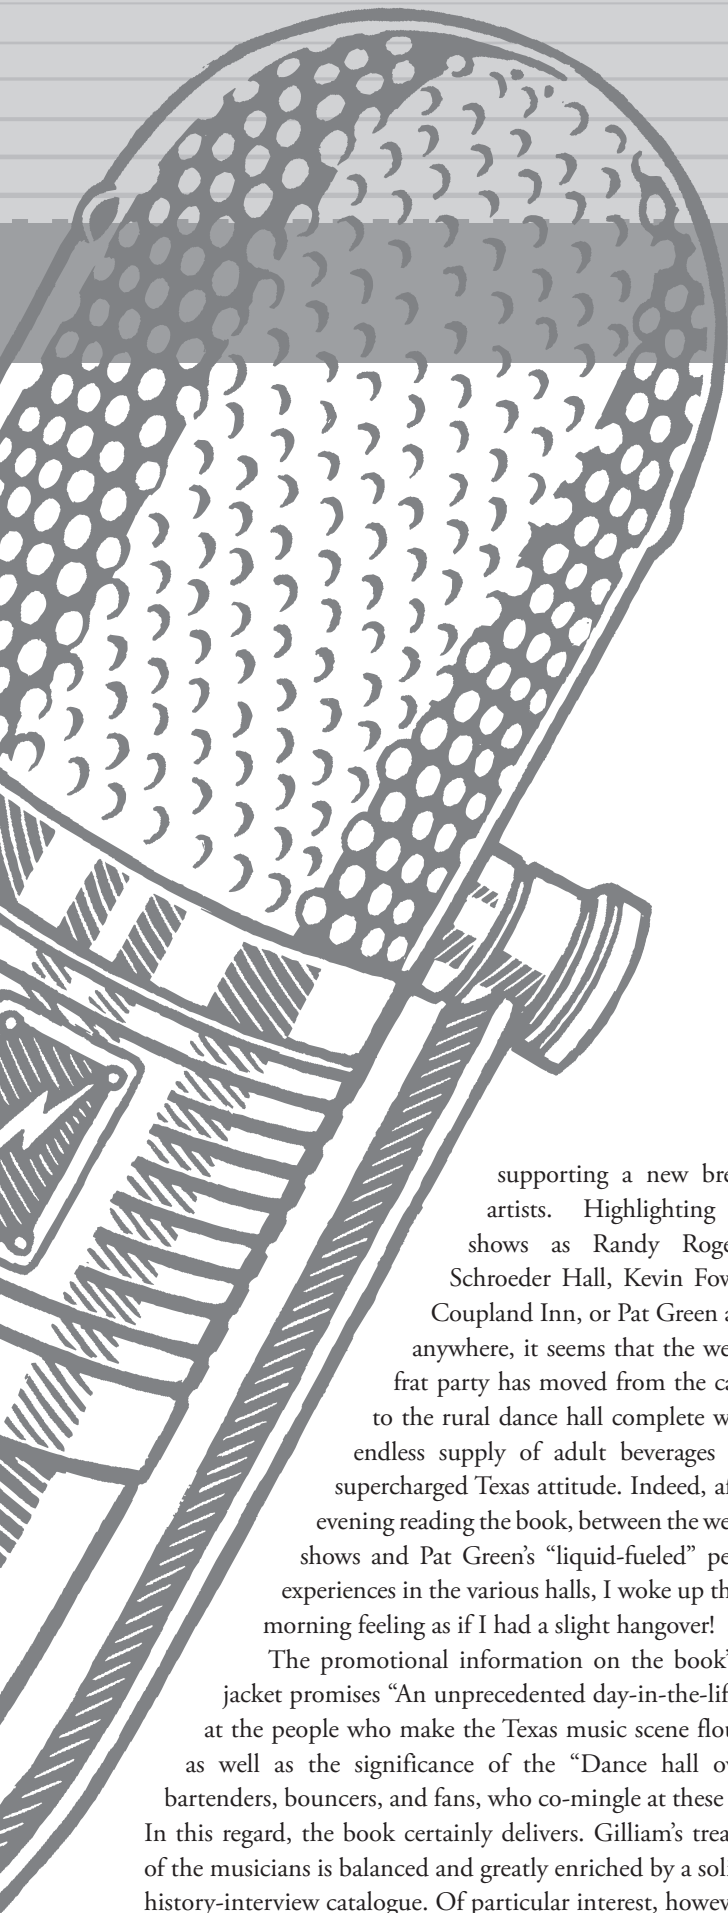 supporting a new bre
artists. Highlighting
shows as Randy Roge
Schroeder Hall, Kevin Fow
Coupland Inn, or Pat Green a
anywhere, it seems that the we
frat party has moved from the ca
to the rural dance hall complete w
endless supply of adult beverages
supercharged Texas attitude. Indeed, af
evening reading the book, between the we
shows and Pat Green’s “liquid-fueled” pe
experiences in the various halls, I woke up th
morning feeling as if I had a slight hangover!
The promotional information on the book’
jacket promises “An unprecedented day-in-the-lif
at the people who make the Texas music scene flou
as well as the significance of the “Dance hall ow
bartenders, bouncers, and fans, who co-mingle at these
In this regard, the book certainly delivers. Gilliam’s trea
of the musicians is balanced and greatly enriched by a soli
history-interview catalogue. Of particular interest, howev